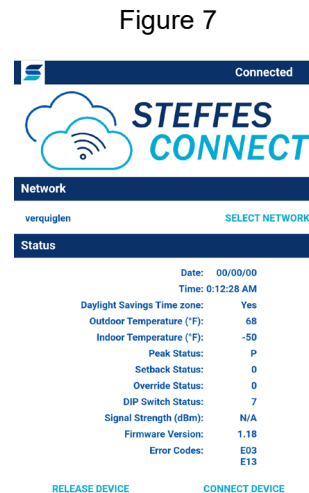 Figure 7
Connected
STEFFES
CONNECT
Network
verquiglen SELECT NETWORK
Status
Date: 00/00/00
Time: 0:12:28 AM
Daylight Savings Time zone: Yes
Outdoor Temperature (°F): 68
Indoor Temperature (°F): -50
Peak Status: P
Setback Status: 0
Override Status: 0
DIP Switch Status: 7
Signal Strength (dBm): N/A
Firmware Version: 1.18
Error Codes: E03
E13
RELEASE DEVICE CONNECT DEVICE